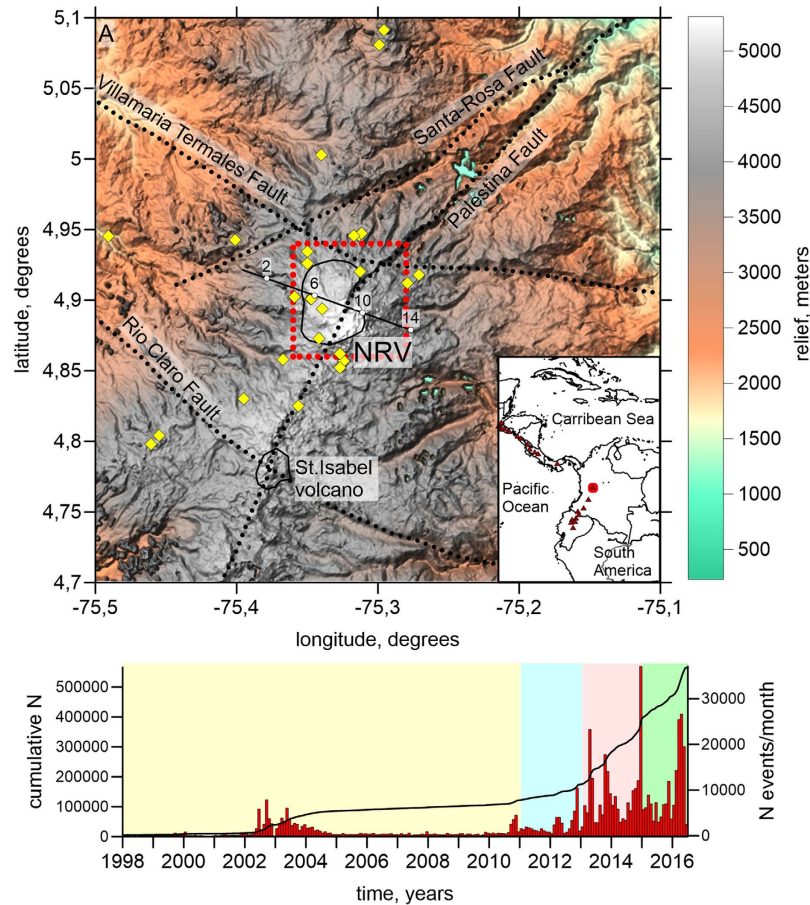 A
5,1
5,05
5
4,95
4,9
4,85
4,8
4,75
4,7
latitude, degrees
-75,5
-75,4
-75,3
-75,2
-75,1
longitude, degrees
Villamaria Termales Fault
Santa-Rosa Fault
Palestina Fault
Rio Claro Fault
2
6
10
14
NRV
St.Isabel
volcano
Carribean Sea
Pacific
Ocean
South
America
5000
4500
4000
3500
3000
2500
2000
1500
1000
500
relief, meters
500000
400000
300000
200000
100000
0
cumulative N
30000
20000
10000
0
N events/month
1998
2000
2002
2004
2006
2008
2010
2012
2014
2016
time, years